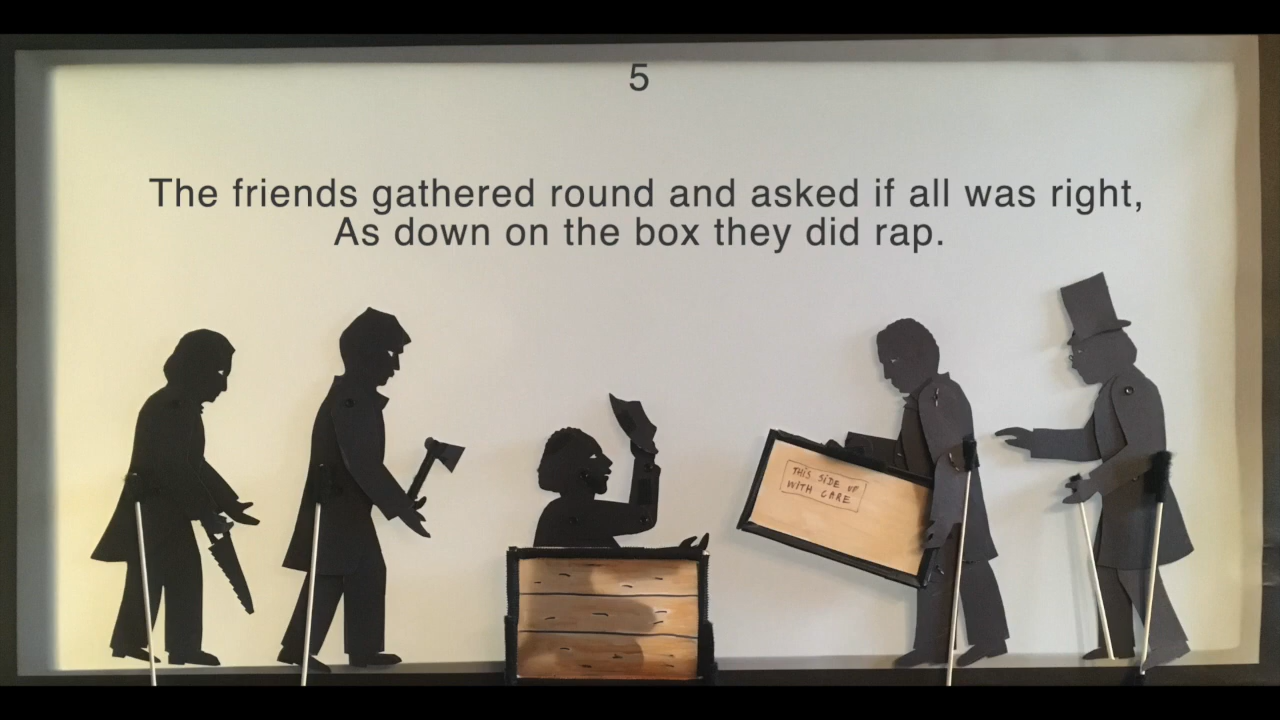 5
The friends gathered round and asked if all was right,
As down on the box they did rap.
THIS SIDE UP
WITH CARE